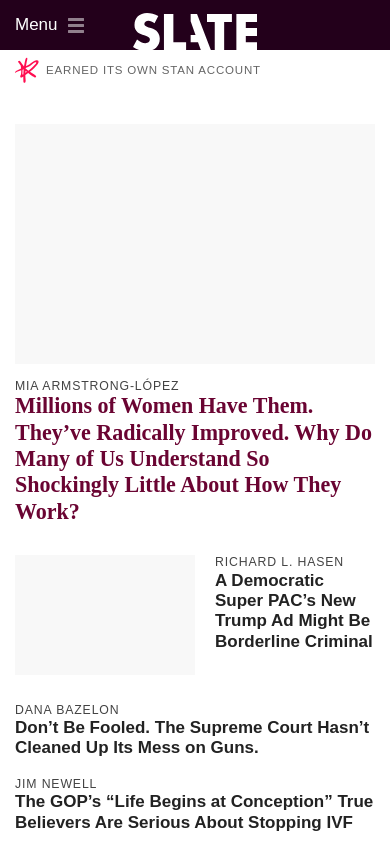 Menu
SLATE
EARNED ITS OWN STAN ACCOUNT
MIA ARMSTRONG-LÓPEZ
Millions of Women Have Them.
They’ve Radically Improved. Why Do
Many of Us Understand So
Shockingly Little About How They
Work?
RICHARD L. HASEN
A Democratic
Super PAC’s New
Trump Ad Might Be
Borderline Criminal
DANA BAZELON
Don’t Be Fooled. The Supreme Court Hasn’t
Cleaned Up Its Mess on Guns.
JIM NEWELL
The GOP’s “Life Begins at Conception” True
Believers Are Serious About Stopping IVF